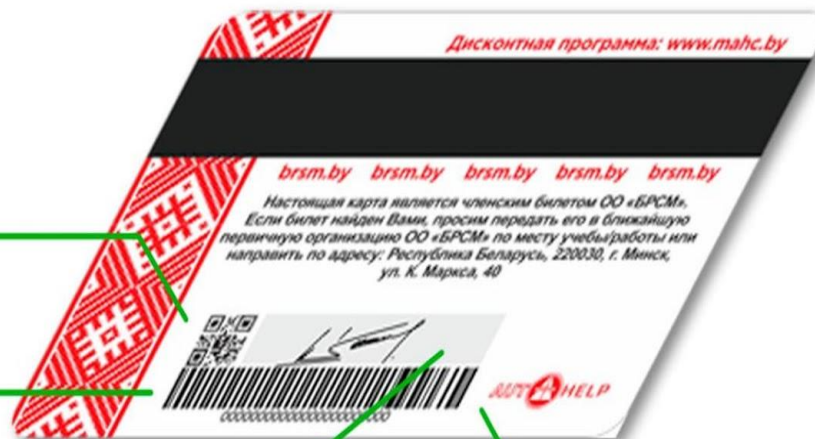 Дисконтная программа: www.mahc.by
brsm.by brsm.by brsm.by brsm.by brsm.by
Настоящая карта является членским билетом ОО «БРСМ».
Если билет найден Вами, просим передать его в ближайшую
первичную организацию ОО «БРСМ» по месту учебы/работы или
направить по адресу: Республика Беларусь, 220030, г. Минск,
ул. К. Маркса, 40
HELP